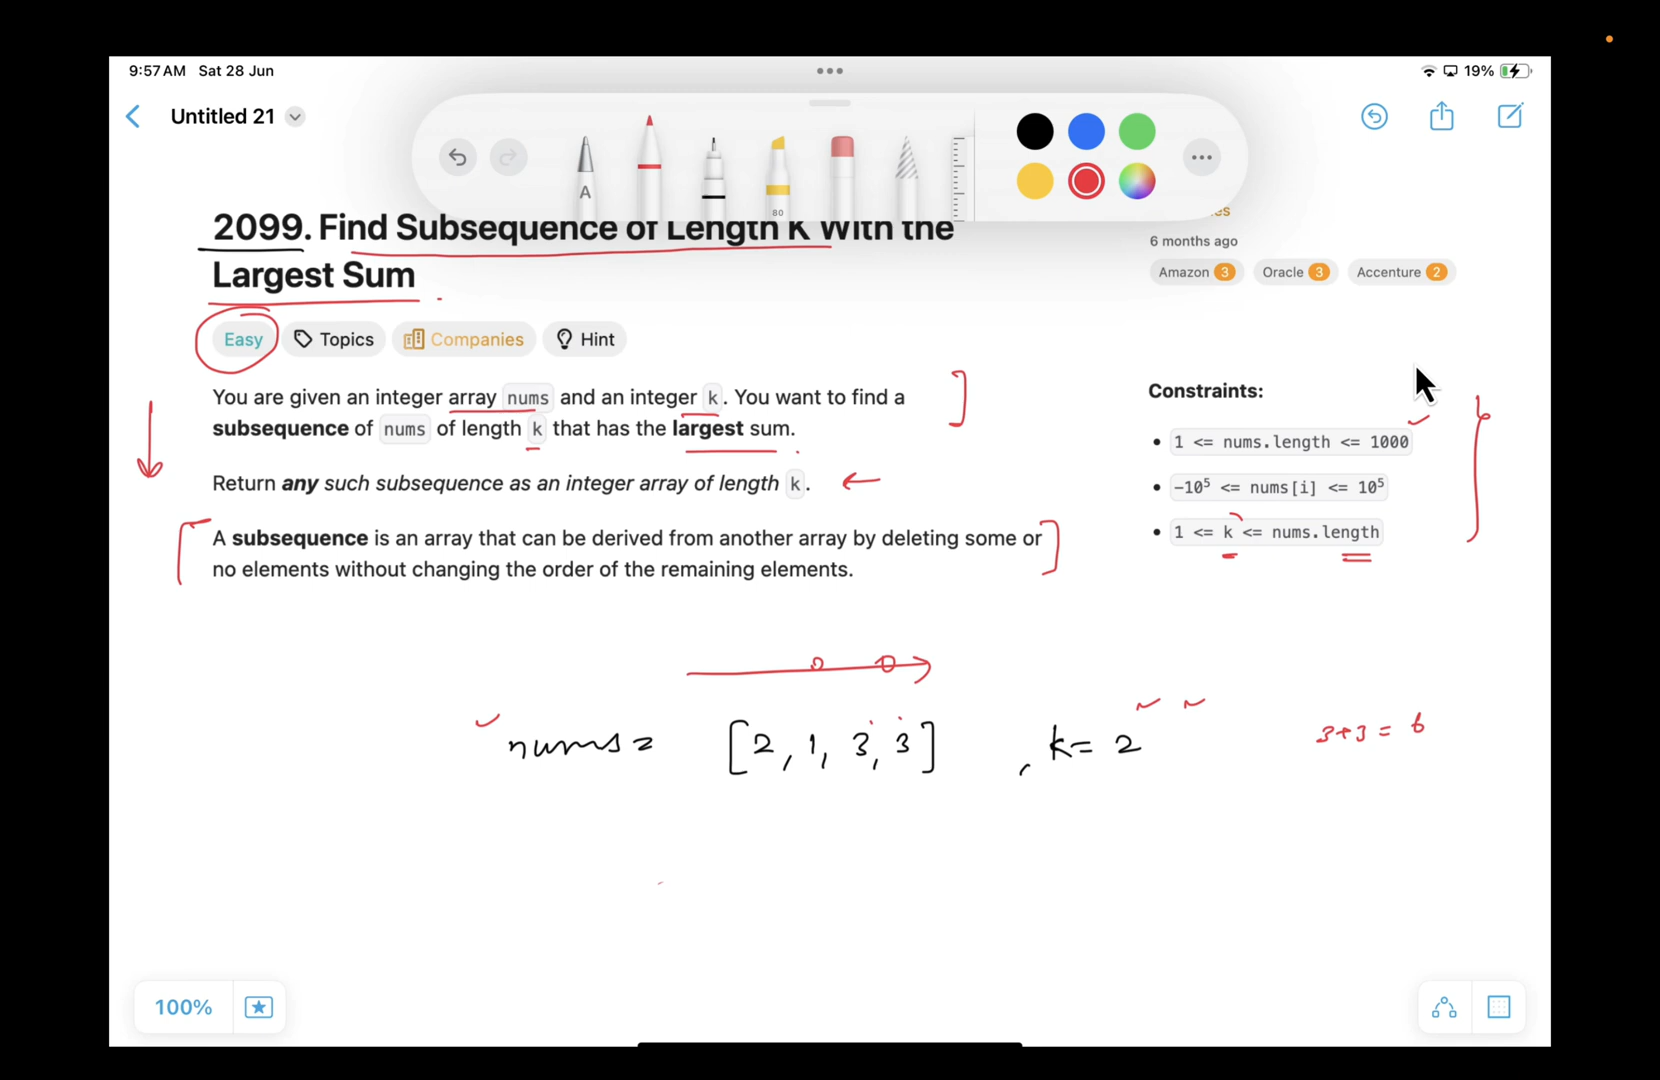 9:57 AM Sat 28 Jun
19%
Untitled 21
A
80
2099. Find Subsequence of Length K With the
Largest Sum
6 months ago
Amazon 3 Oracle 3 Accenture 2
Easy Topics Companies Hint
You are given an integer array nums and an integer k. You want to find a
subsequence of nums of length k that has the largest sum.
Return any such subsequence as an integer array of length k.
A subsequence is an array that can be derived from another array by deleting some or
no elements without changing the order of the remaining elements.
Constraints:
• 1 <= nums.length <= 1000
• -10⁵ <= nums[i] <= 10⁵
• 1 <= k <= nums.length
nums = [2, 1, 3, 3] , k = 2
3+3 = 6
100%